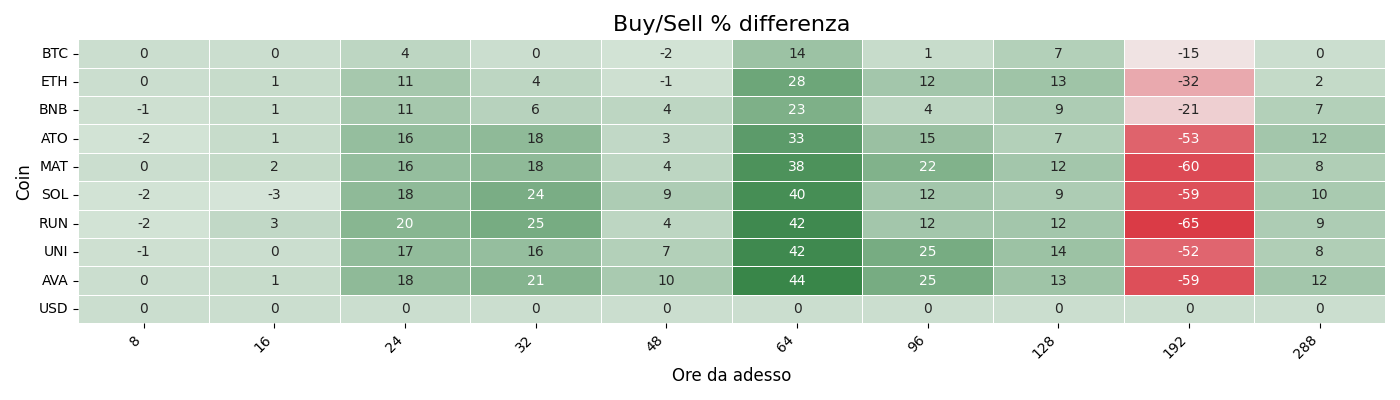 Buy/Sell % differenza
Coin
BTC 0 0 4 0 -2 14 1 7 -15 0
ETH 0 1 11 4 -1 28 12 13 -32 2
BNB -1 1 11 6 4 23 4 9 -21 7
ATO -2 1 16 18 3 33 15 7 -53 12
MAT 0 2 16 18 4 38 22 12 -60 8
SOL -2 -3 18 24 9 40 12 9 -59 10
RUN -2 3 20 25 4 42 12 12 -65 9
UNI -1 0 17 16 7 42 25 14 -52 8
AVA 0 1 18 21 10 44 25 13 -59 12
USD 0 0 0 0 0 0 0 0 0 0
8 16 24 32 48 64 96 128 192 288
Ore da adesso